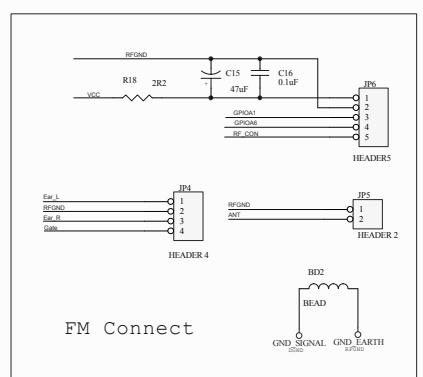 RFGND
C15
C16
R18
2R2
47uF
0.1uF
JP6
VCC
1
2
GPIOA1
3
GPIOA6
4
RF_CON
5
HEADER5
JP4
Ear_L
1
RFGND
2
Ear_R
3
Gate
4
HEADER 4
JP5
RFGND
1
ANT
2
HEADER 2
BD2
BEAD
FM Connect
GND_SIGNAL
GND_EARTH
DGND
RFGND